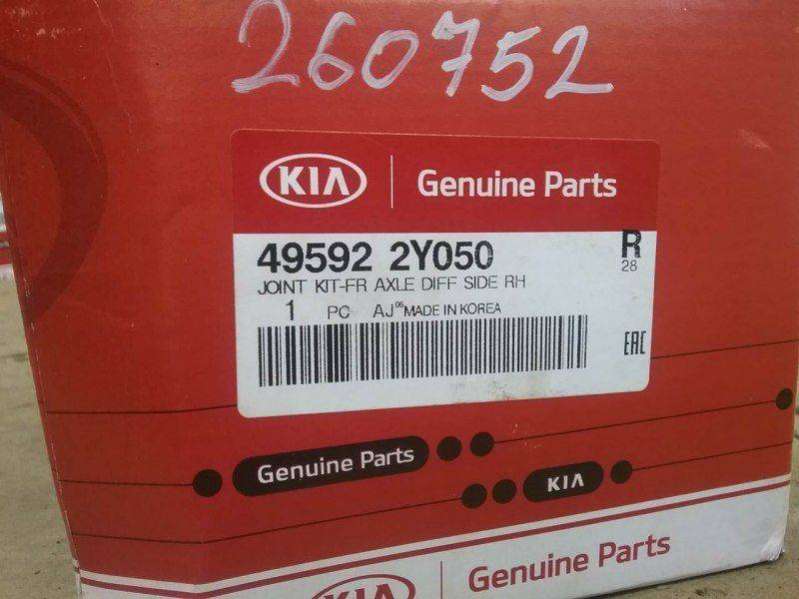 260752
KIA Genuine Parts
49592 2Y050 R
28
JOINT KIT-FR AXLE DIFF SIDE RH
1 PC AJ06 MADE IN KOREA
EAC
Genuine Parts
KIA
KIA Genuine Parts